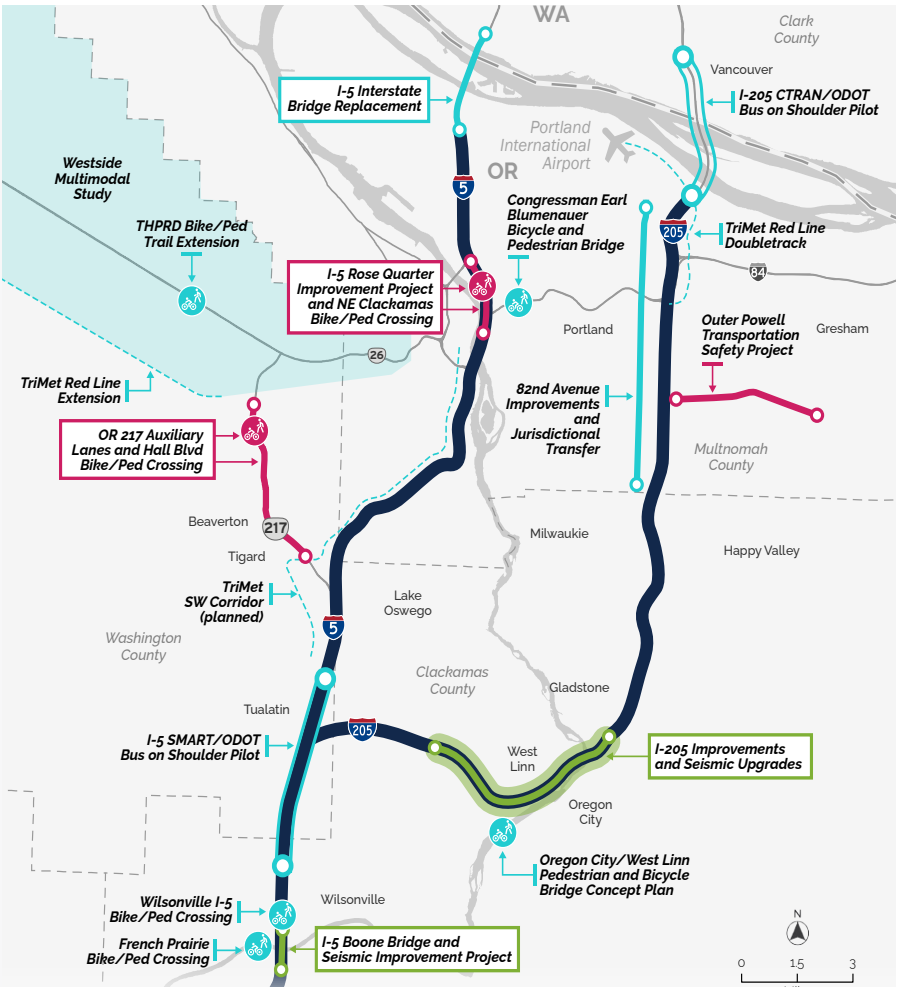 WA
Clark
County
Vancouver
I-5 Interstate
Bridge Replacement
I-205 CTRAN/ODOT
Bus on Shoulder Pilot
Portland
International
Airport
OR
5
Westside
Multimodal
Study
THPRD Bike/Ped
Trail Extension
Congressman Earl
Blumenauer
Bicycle and
Pedestrian Bridge
205
TriMet Red Line
Doubletrack
84
I-5 Rose Quarter
Improvement Project
and NE Clackamas
Bike/Ped Crossing
Portland
Gresham
Outer Powell
Transportation
Safety Project
26
TriMet Red Line
Extension
82nd Avenue
Improvements
and
Jurisdictional
Transfer
OR 217 Auxiliary
Lanes and Hall Blvd
Bike/Ped Crossing
Multnomah
County
Beaverton
217
Tigard
Milwaukie
Happy Valley
TriMet
SW Corridor
(planned)
Lake
Oswego
5
Washington
County
Clackamas
County
Gladstone
Tualatin
205
I-5 SMART/ODOT
Bus on Shoulder Pilot
West
Linn
I-205 Improvements
and Seismic Upgrades
Oregon
City
Oregon City/West Linn
Pedestrian and Bicycle
Bridge Concept Plan
Wilsonville I-5
Bike/Ped Crossing
Wilsonville
French Prairie
Bike/Ped Crossing
I-5 Boone Bridge and
Seismic Improvement Project
N
0 1.5 3